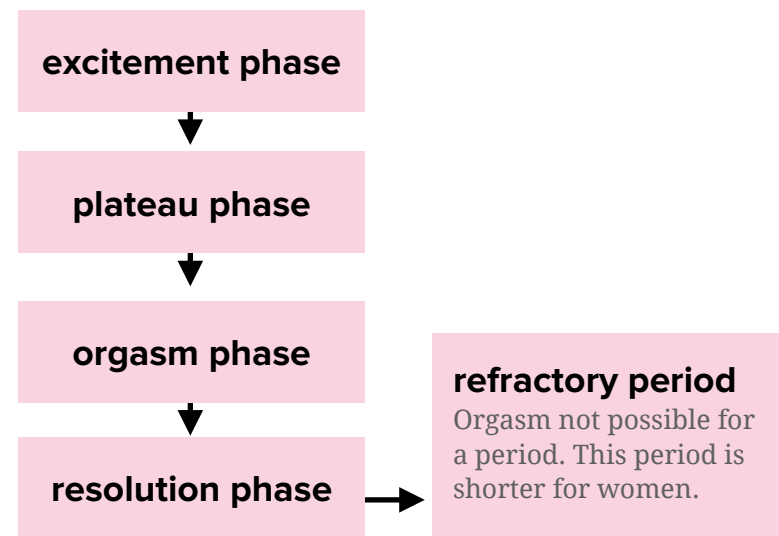 excitement phase
plateau phase
orgasm phase
resolution phase
refractory period
Orgasm not possible for
a period. This period is
shorter for women.